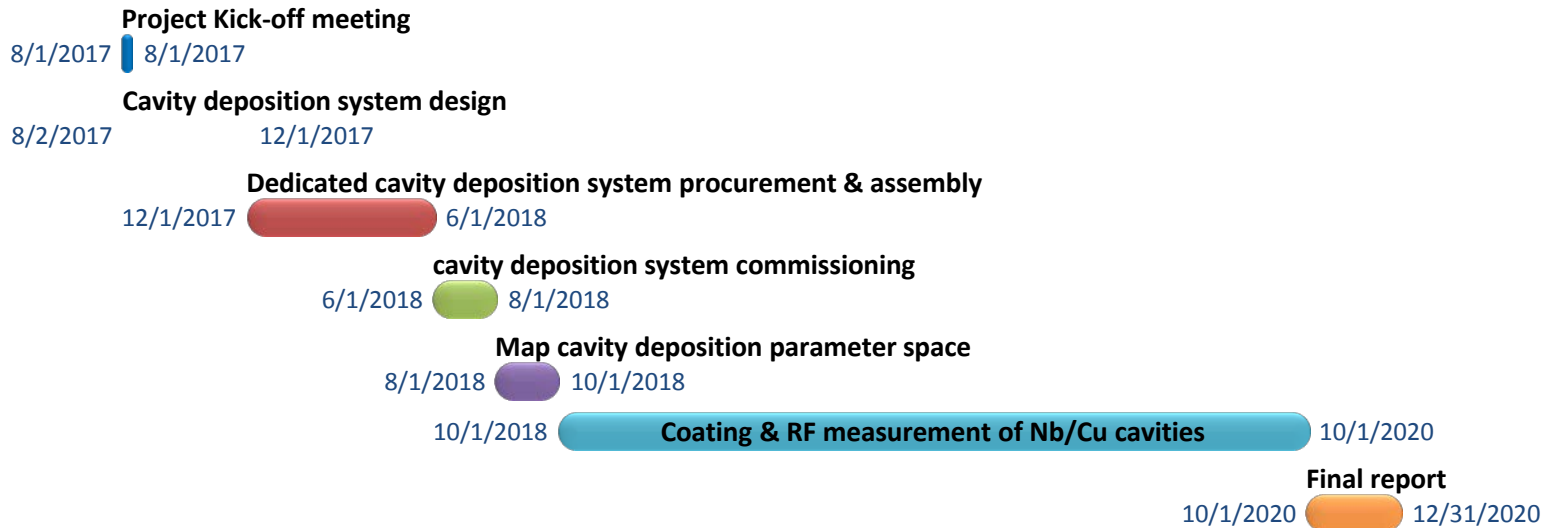 Project Kick-off meeting
8/1/2017 8/1/2017
Cavity deposition system design
8/2/2017 12/1/2017
Dedicated cavity deposition system procurement & assembly
12/1/2017 6/1/2018
cavity deposition system commissioning
6/1/2018 8/1/2018
Map cavity deposition parameter space
8/1/2018 10/1/2018
10/1/2018 Coating & RF measurement of Nb/Cu cavities 10/1/2020
Final report
10/1/2020 12/31/2020